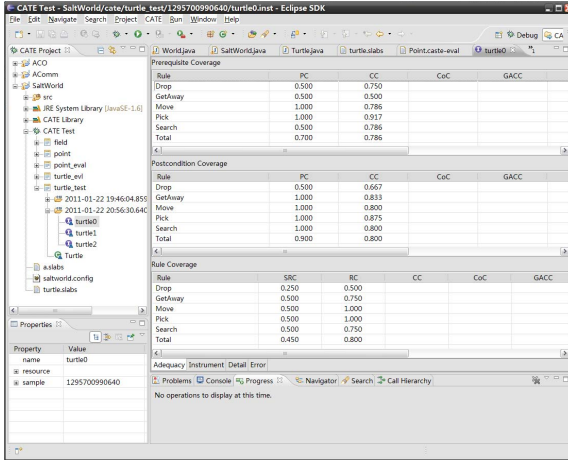 CATE Test - SaltWorld/cate/turtle_test/1295700990640/turtle0.inst - Eclipse SDK
File Edit Navigate Search Project CATE Run Window Help
Debug CA
CATE Project
World.java SaltWorld.java Turtle.java turtle.slabs Point.caste-eval turtle0
ACO
AComm
SaltWorld
src
JRE System Library [JavaSE-1.6]
CATE Library
CATE Test
field
point
point_eval
turtle_evl
turtle_test
2011-01-22 19:46:04.859
2011-01-22 20:56:30.640
turtle0
turtle1
turtle2
Turtle
a.slabs
saltworld.config
turtle.slabs
Prerequisite Coverage
Rule PC CC CoC GACC
Drop 0.500 0.750
GetAway 0.500 0.500
Move 1.000 0.786
Pick 1.000 0.917
Search 0.500 0.786
Total 0.700 0.786
Postcondition Coverage
Rule PC CC CoC GACC
Drop 0.500 0.667
GetAway 1.000 0.833
Move 1.000 0.800
Pick 1.000 0.875
Search 1.000 0.800
Total 0.900 0.800
Rule Coverage
Rule SRC RC CC CoC GACC
Drop 0.250 0.500
GetAway 0.500 0.750
Move 0.500 1.000
Pick 0.500 1.000
Search 0.500 0.750
Total 0.450 0.800
Adequacy Instrument Detail Error
Properties
Property Value
name turtle0
resource
sample 1295700990640
Problems Console Progress Navigator Search Call Hierarchy
No operations to display at this time.